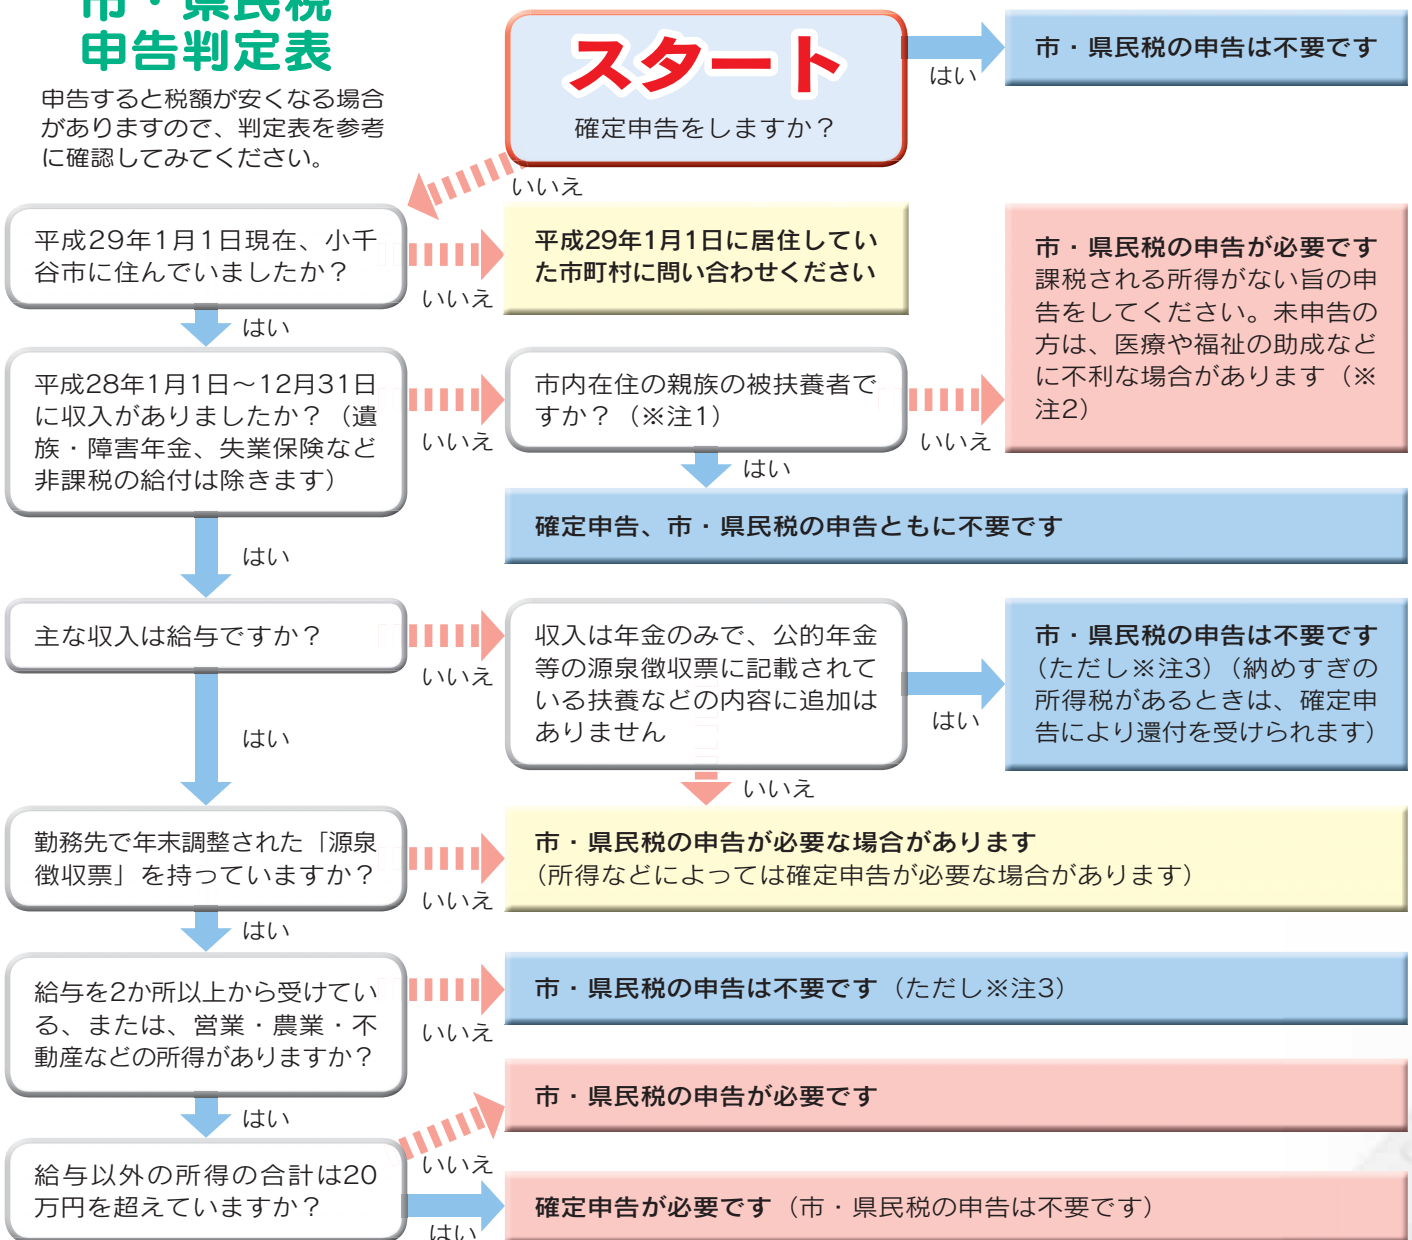 市・県民税
申告判定表
申告すると税額が安くなる場合
がありますので、判定表を参考
に確認してみてください。
スタート
確定申告をしますか？
はい
市・県民税の申告は不要です
いいえ
平成29年1月1日現在、小千
谷市に住んでいましたか？
いいえ
平成29年1月1日に居住してい
た市町村に問い合わせください
はい
平成28年1月1日～12月31日
に収入がありましたか？（遺
族・障害年金、失業保険など
非課税の給付は除きます）
いいえ
市内在住の親族の被扶養者で
すか？（※注1）
いいえ
市・県民税の申告が必要です
課税される所得がない旨の申
告をしてください。未申告の
方は、医療や福祉の助成など
に不利な場合があります（※
注2）
はい
確定申告、市・県民税の申告ともに不要です
はい
主な収入は給与ですか？
いいえ
収入は年金のみで、公的年金
等の源泉徴収票に記載されて
いる扶養などの内容に追加は
ありません
はい
市・県民税の申告は不要です
（ただし※注3）（納めすぎの
所得税があるときは、確定申
告により還付を受けられます）
いいえ
はい
勤務先で年末調整された「源泉
徴収票」を持っていますか？
いいえ
市・県民税の申告が必要な場合があります
（所得などによっては確定申告が必要な場合があります）
はい
給与を2か所以上から受けてい
る、または、営業・農業・不
動産などの所得がありますか？
いいえ
市・県民税の申告は不要です（ただし※注3）
はい
給与以外の所得の合計は20
万円を超えていますか？
いいえ
市・県民税の申告が必要です
はい
確定申告が必要です（市・県民税の申告は不要です）